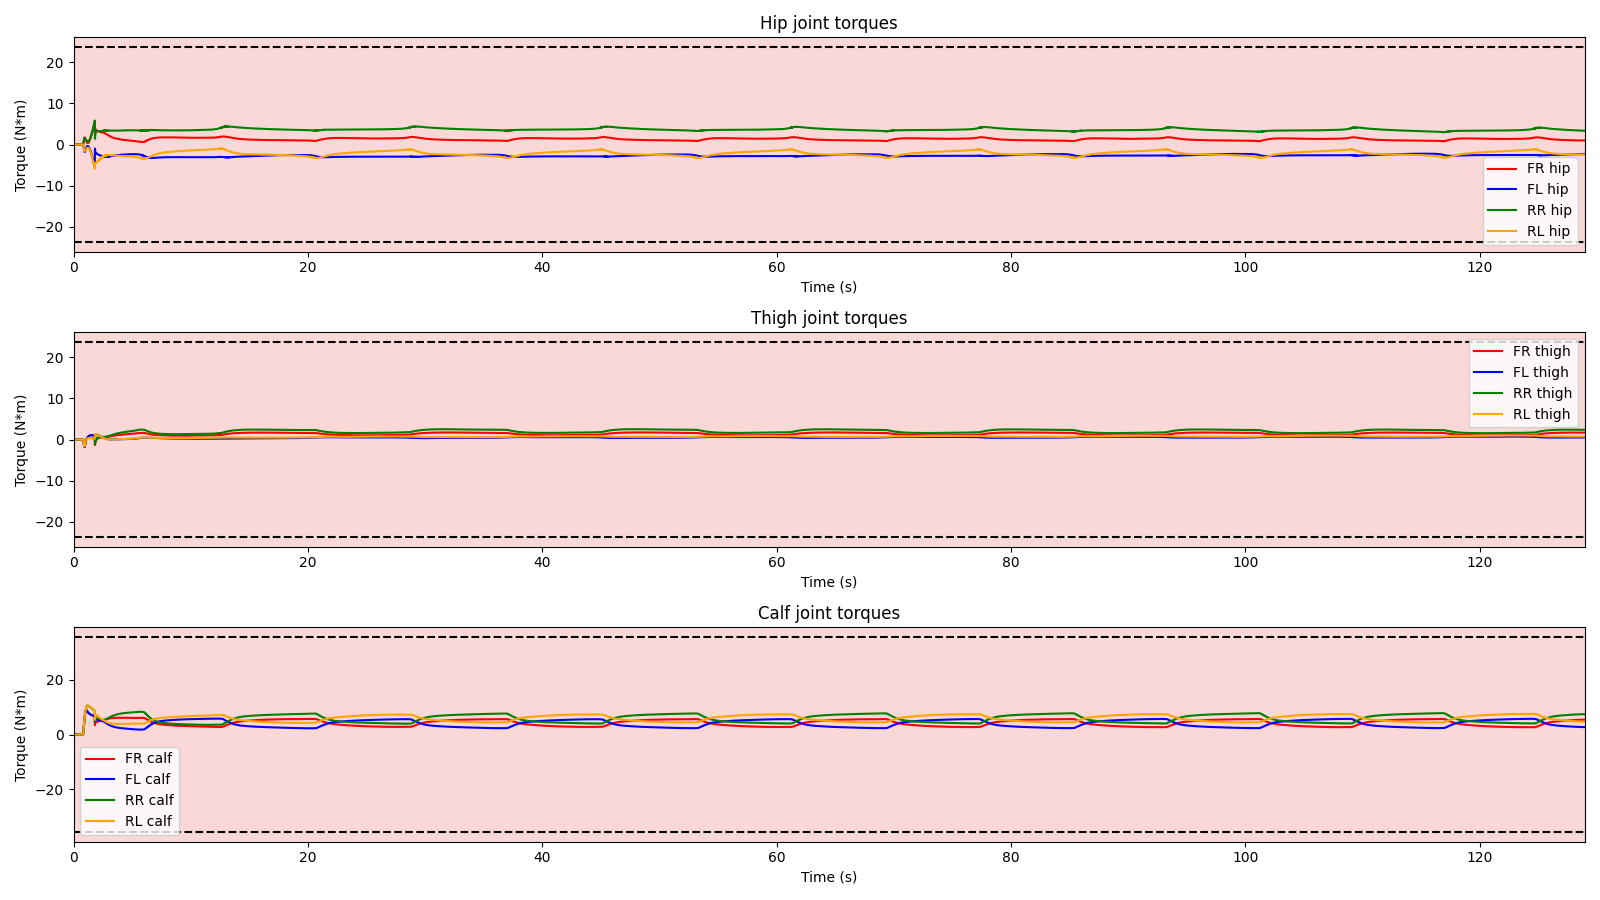 Hip joint torques
Torque (N*m)
20
10
0
−10
−20
FR hip
FL hip
RR hip
RL hip
0 20 40 60 80 100 120
Time (s)
Thigh joint torques
Torque (N*m)
20
10
0
−10
−20
FR thigh
FL thigh
RR thigh
RL thigh
0 20 40 60 80 100 120
Time (s)
Calf joint torques
Torque (N*m)
20
0
−20
FR calf
FL calf
RR calf
RL calf
0 20 40 60 80 100 120
Time (s)